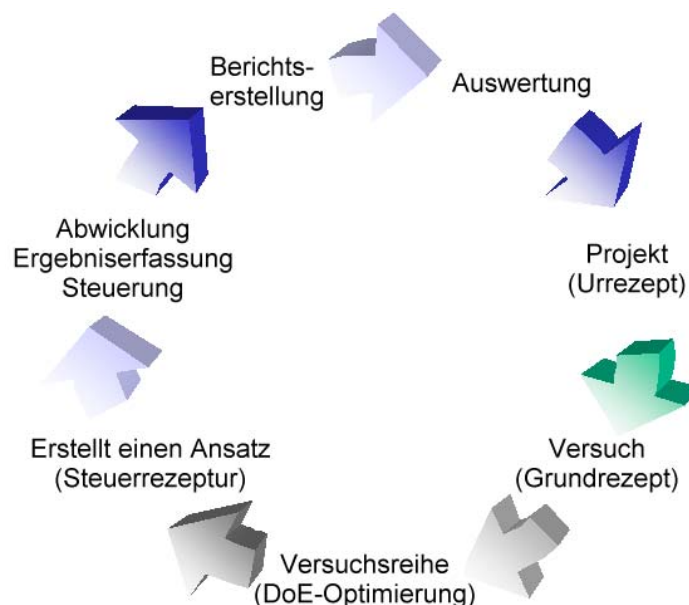 Berichts-
erstellung
Auswertung
Projekt
(Urrezept)
Versuch
(Grundrezept)
Versuchsreihe
(DoE-Optimierung)
Erstellt einen Ansatz
(Steuerrezeptur)
Abwicklung
Ergebniserfassung
Steuerung